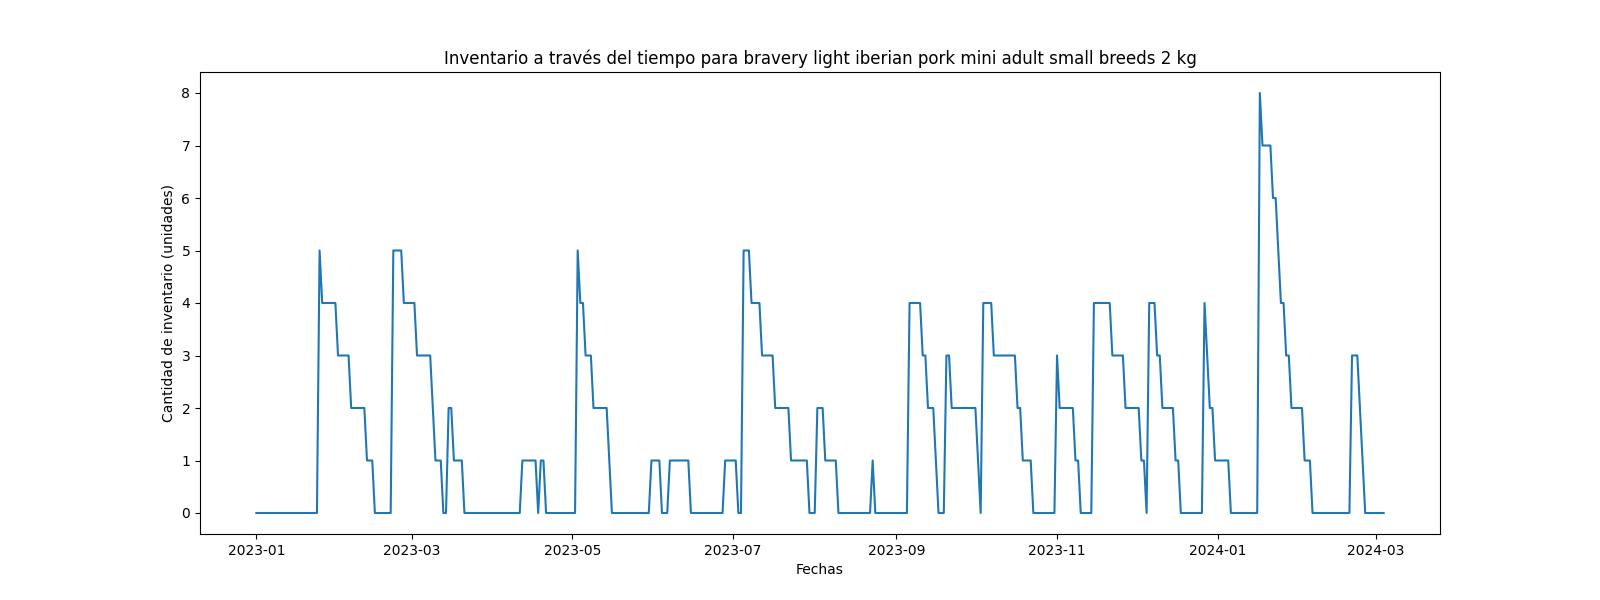 Inventario a través del tiempo para bravery light iberian pork mini adult small breeds 2 kg
Cantidad de inventario (unidades)
8
7
6
5
4
3
2
1
0
2023-01 2023-03 2023-05 2023-07 2023-09 2023-11 2024-01 2024-03
Fechas